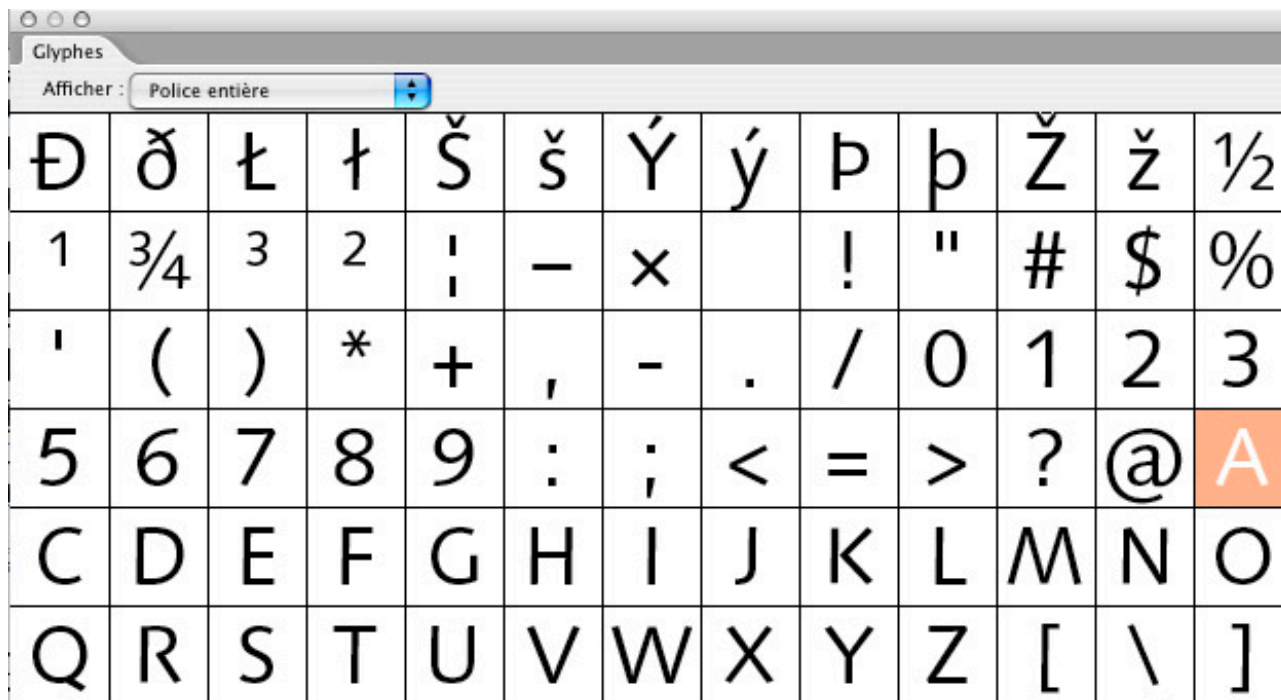 Glyphes
Afficher : Police entière
Đ ð Ł ł Š š Ý ý Þ þ Ž ž ½
¹ ¾ ³ ² ¦ − × ! " # $ %
' ( ) * + , - . / 0 1 2 3
5 6 7 8 9 : ; < = > ? @ A
C D E F G H I J K L M N O
Q R S T U V W X Y Z [ \ ]